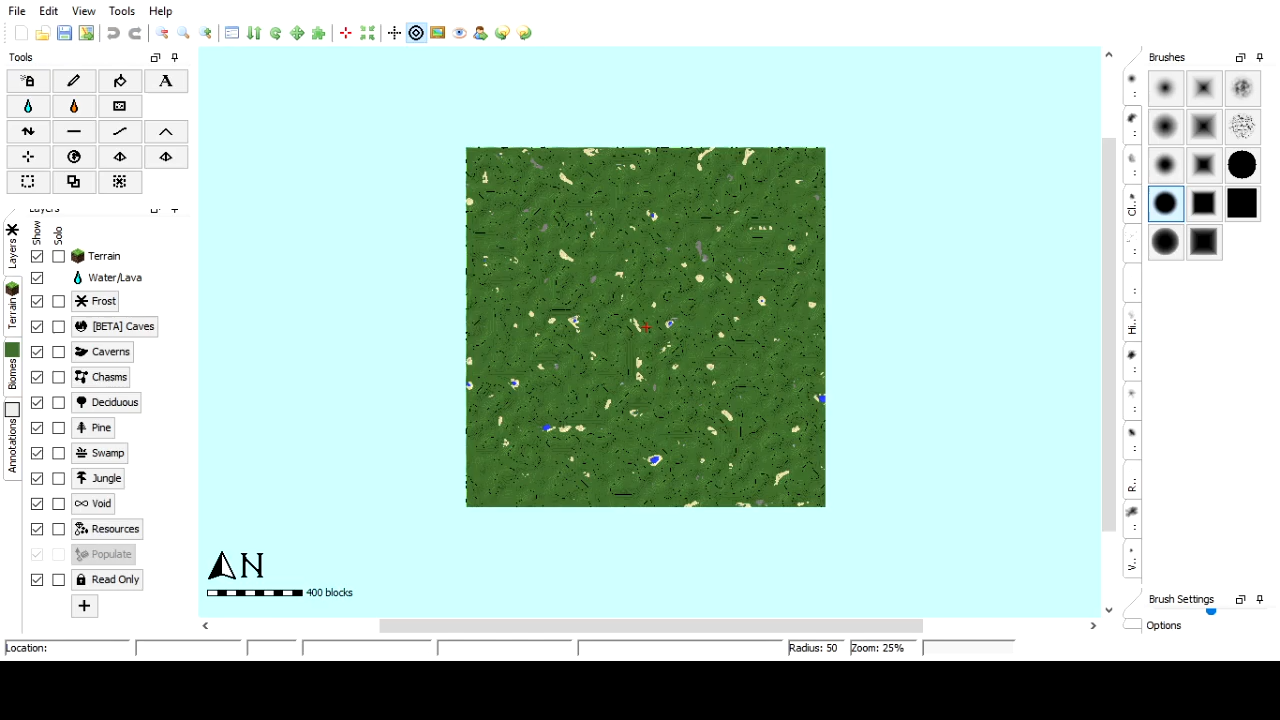 File Edit View Tools Help
Tools
Brushes
A
Layers
Show
Solo
Layers
Terrain
Biomes
Annotations
Terrain
Water/Lava
Frost
[BETA] Caves
Caverns
Chasms
Deciduous
Pine
Swamp
Jungle
Void
Resources
Populate
Read Only
Cl..
Hi..
R..
V..
N
400 blocks
Brush Settings
Options
Location:
Radius: 50
Zoom: 25%